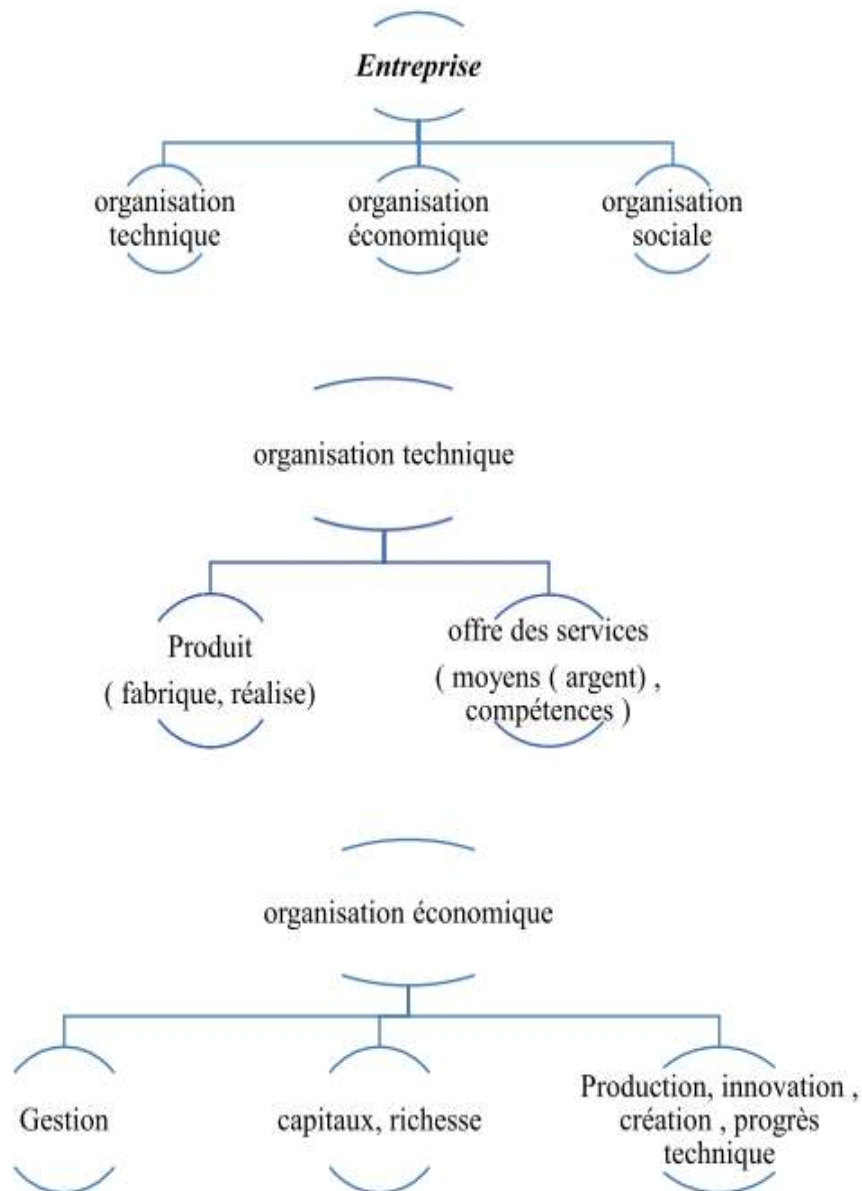 Entreprise
organisation
technique
organisation
économique
organisation
sociale
organisation technique
Produit
( fabrique, réalise)
offre des services
( moyens ( argent) ,
compétences )
organisation économique
Gestion
capitaux, richesse
Production, innovation ,
création , progrès
technique